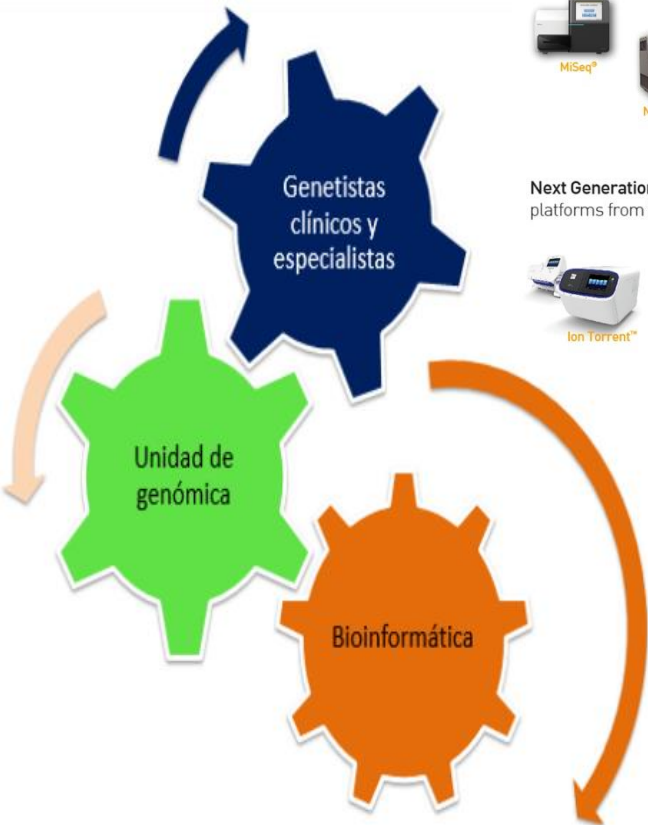 MiSeq®
Genetistas
clínicos y
especialistas
Next Generation
platforms from
Ion Torrent™
Unidad de
genómica
Bioinformática